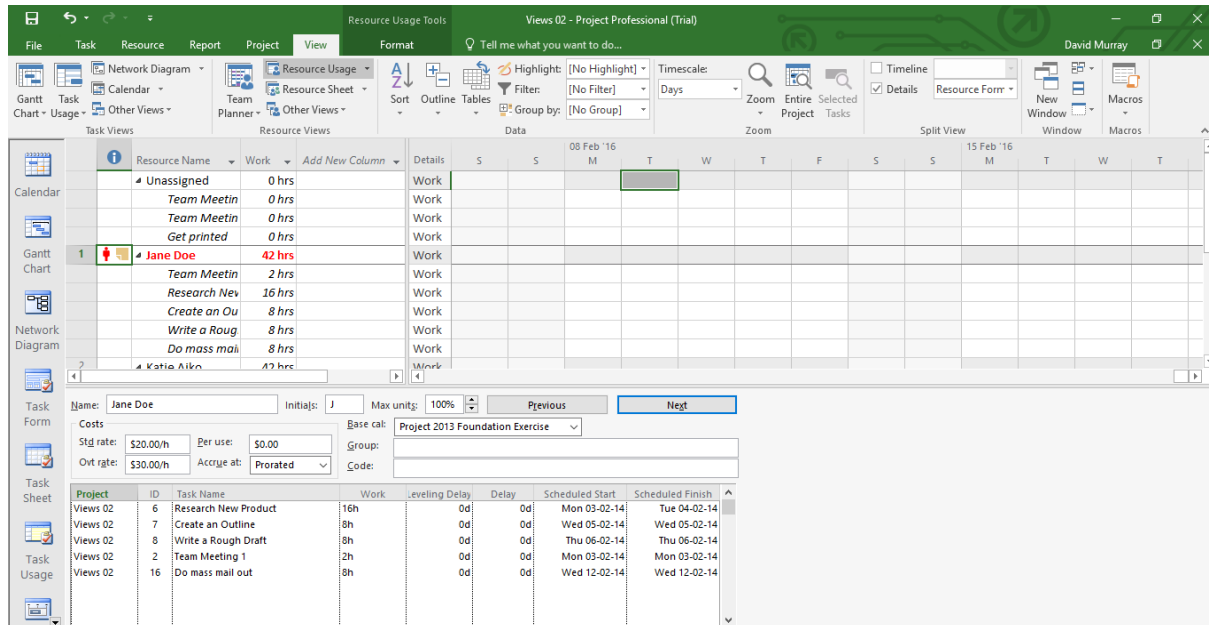 Resource Usage Tools Views 02 - Project Professional (Trial)
File Task Resource Report Project View Format Tell me what you want to do... David Murray
Network Diagram Resource Usage Highlight: [No Highlight] Timescale: Timeline
Calendar Resource Sheet Filter: [No Filter] Days Details Resource Form
Other Views Other Views Group by: [No Group]
Gantt Chart Task Usage Team Planner Sort Outline Tables Zoom Entire Project Selected Tasks New Window Macros
Task Views Resource Views Data Zoom Split View Window Macros
08 Feb '16 15 Feb '16
Resource Name Work Add New Column Details S S M T W T F S S M T W T
Unassigned 0 hrs Work
Team Meetin 0 hrs Work
Team Meetin 0 hrs Work
Get printed 0 hrs Work
1 Jane Doe 42 hrs Work
Team Meetin 2 hrs Work
Research Nev 16 hrs Work
Create an Ou 8 hrs Work
Write a Roug 8 hrs Work
Do mass mail 8 hrs Work
2 Katie Aiko 42 hrs Work
Calendar
Gantt
Chart
Network
Diagram
Task
Form
Task
Sheet
Task
Usage
Name: Jane Doe Initials: J Max units: 100% Previous Next
Costs Base cal: Project 2013 Foundation Exercise
Std rate: $20.00/h Per use: $0.00 Group:
Ovt rate: $30.00/h Accrue at: Prorated Code:
Project ID Task Name Work Leveling Delay Delay Scheduled Start Scheduled Finish
Views 02 6 Research New Product 16h 0d 0d Mon 03-02-14 Tue 04-02-14
Views 02 7 Create an Outline 8h 0d 0d Wed 05-02-14 Wed 05-02-14
Views 02 8 Write a Rough Draft 8h 0d 0d Thu 06-02-14 Thu 06-02-14
Views 02 2 Team Meeting 1 2h 0d 0d Mon 03-02-14 Mon 03-02-14
Views 02 16 Do mass mail out 8h 0d 0d Wed 12-02-14 Wed 12-02-14